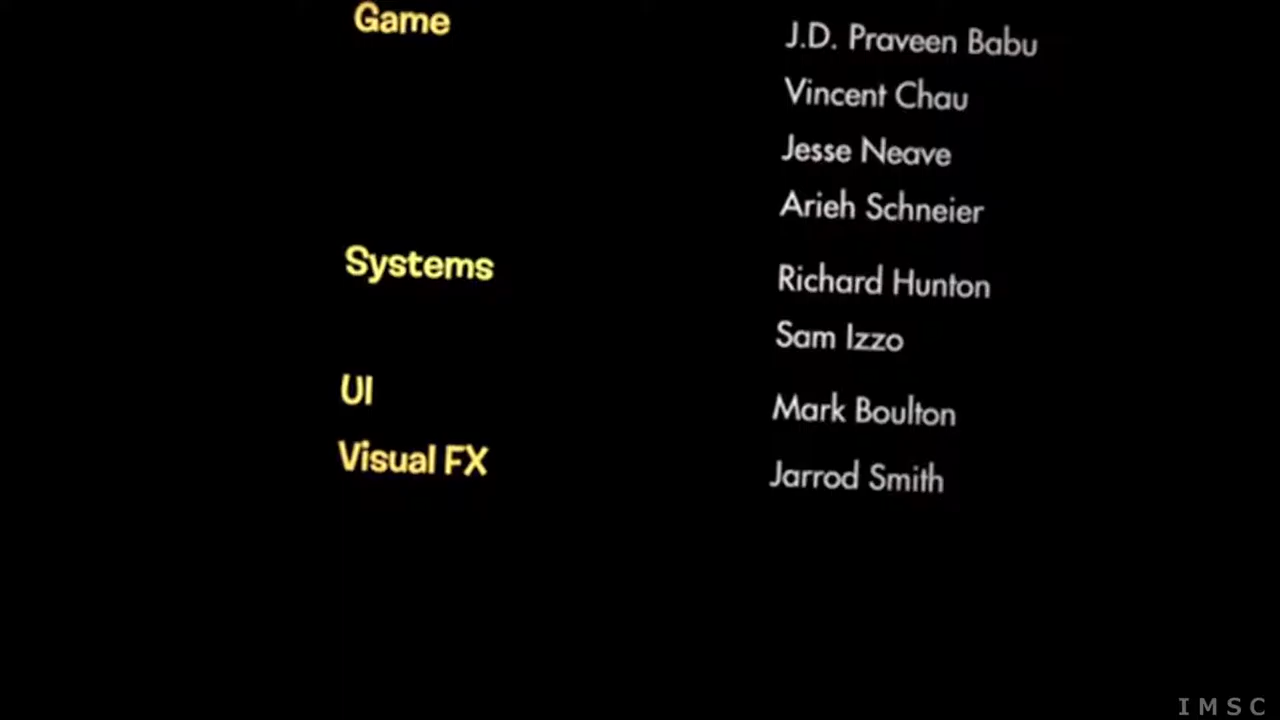 Game
J.D. Praveen Babu
Vincent Chau
Jesse Neave
Arieh Schneier
Systems
Richard Hunton
Sam Izzo
UI
Mark Boulton
Visual FX
Jarrod Smith
IMSC